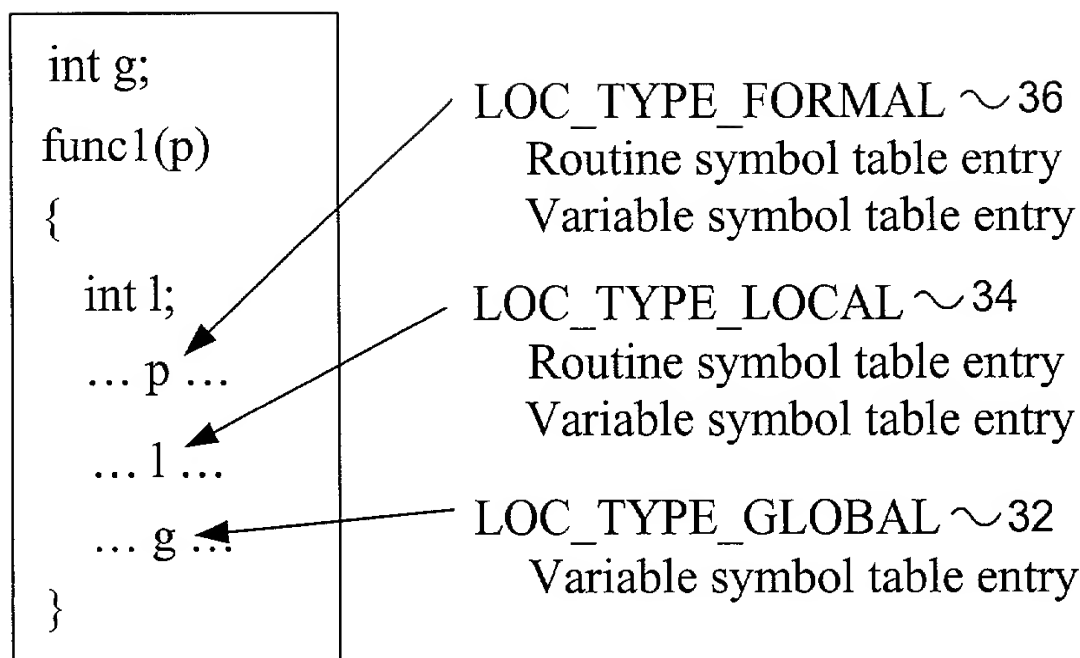 int g;
func1(p)
{
int l;
... p ...
... l ...
... g ...
}
LOC_TYPE_FORMAL ～36
Routine symbol table entry
Variable symbol table entry
LOC_TYPE_LOCAL ～34
Routine symbol table entry
Variable symbol table entry
LOC_TYPE_GLOBAL ～32
Variable symbol table entry